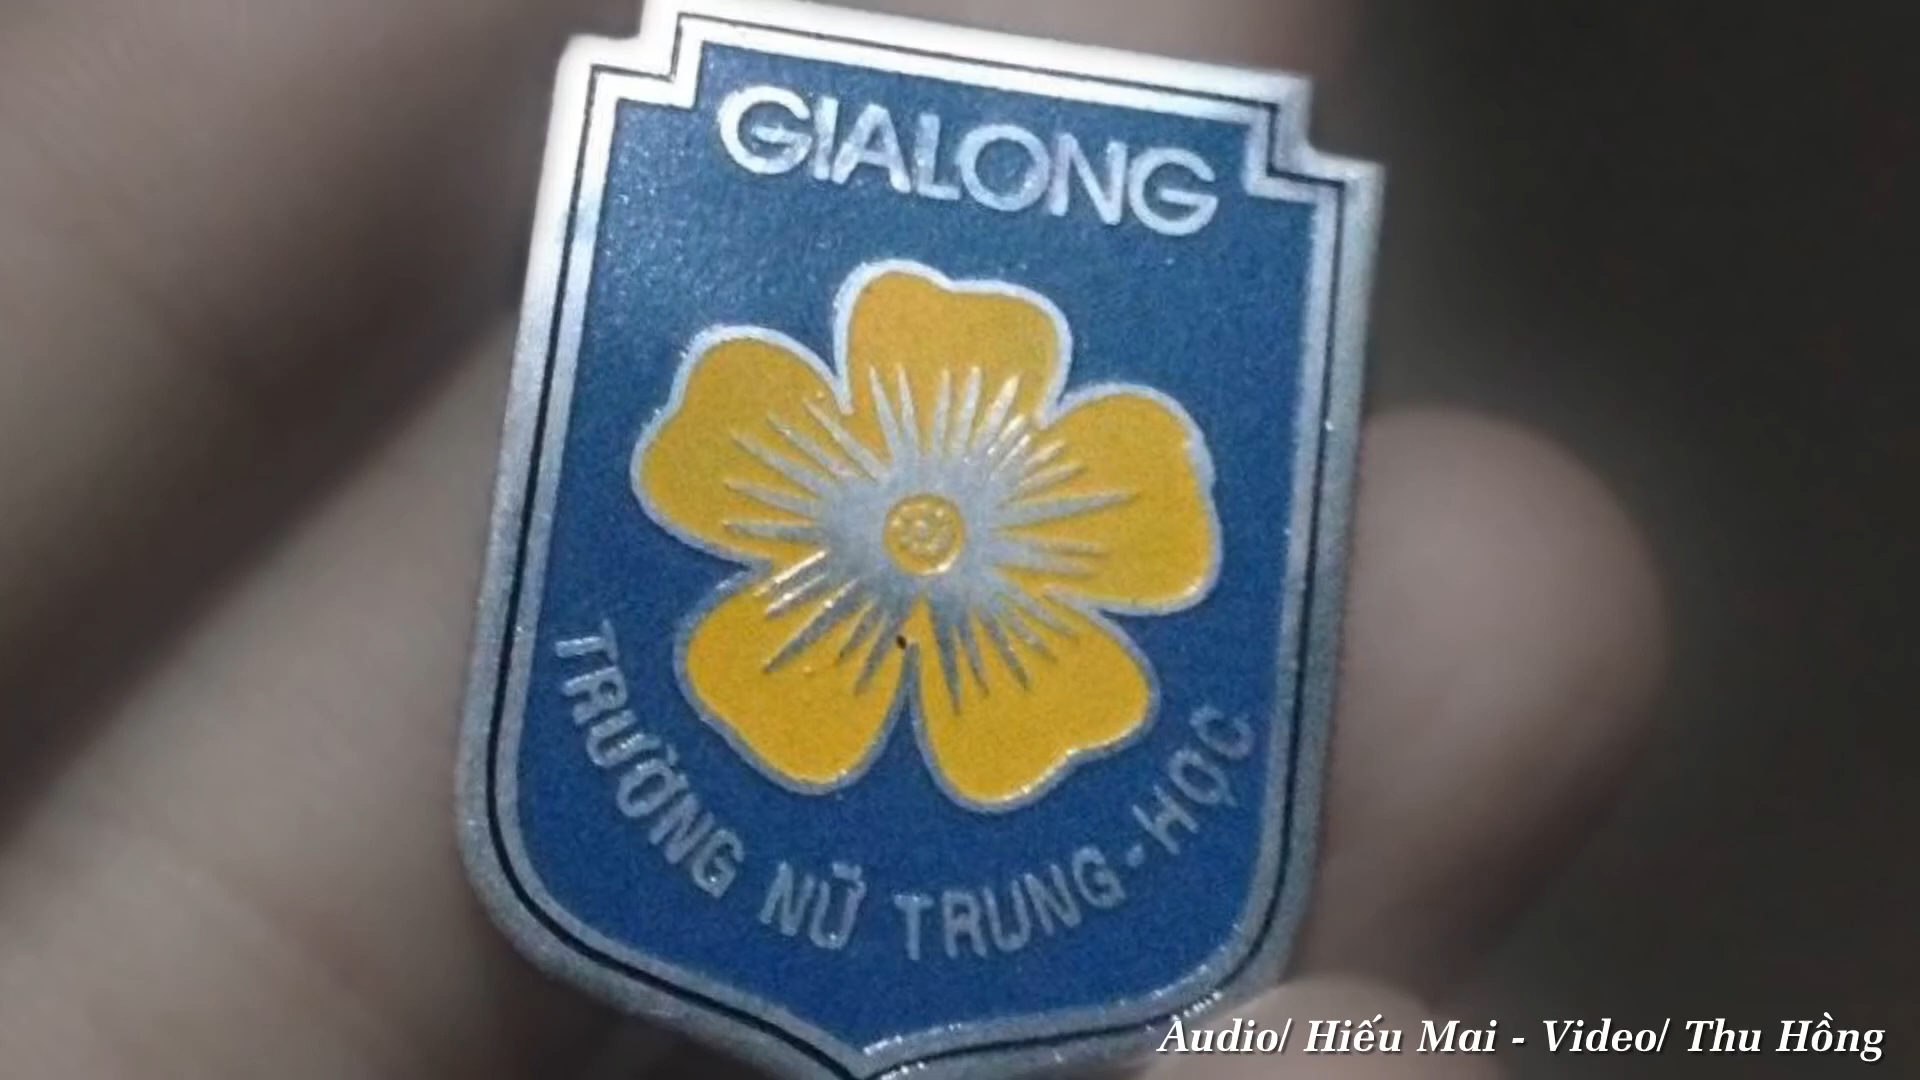 GIALONG
TRƯỜNG NỮ TRUNG-HỌC
Audio/ Hiếu Mai - Video/ Thu Hồng